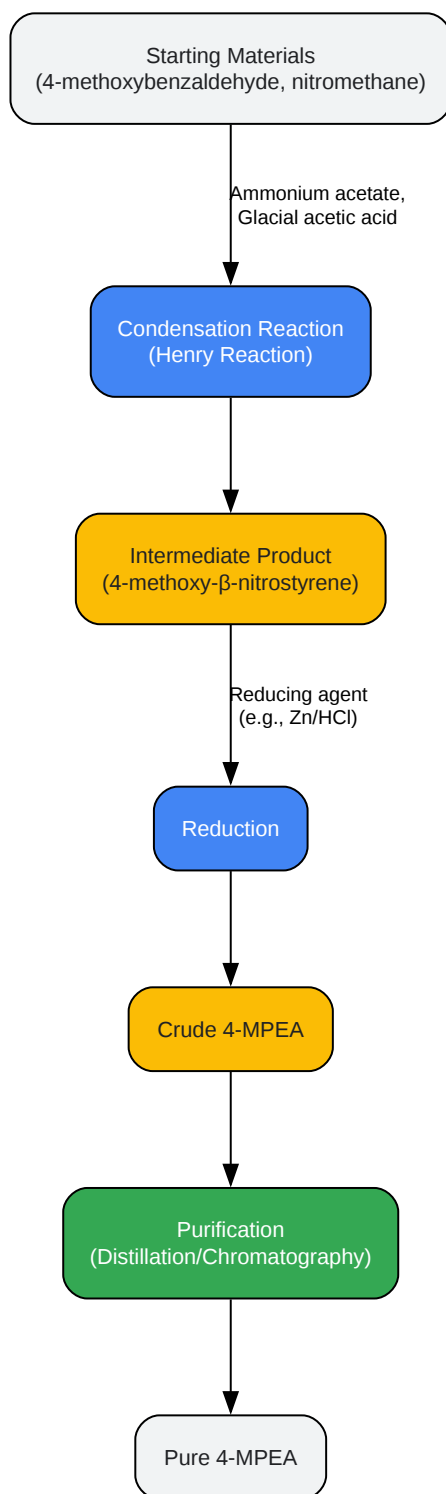 Starting Materials
(4-methoxybenzaldehyde, nitromethane)
Ammonium acetate,
Glacial acetic acid
Condensation Reaction
(Henry Reaction)
Intermediate Product
(4-methoxy-β-nitrostyrene)
Reducing agent
(e.g., Zn/HCl)
Reduction
Crude 4-MPEA
Purification
(Distillation/Chromatography)
Pure 4-MPEA